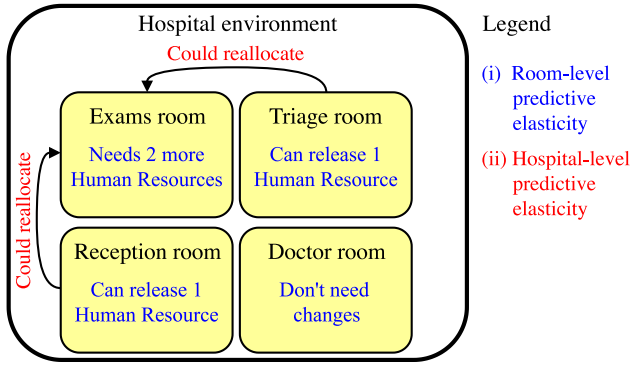 Hospital environment
Could reallocate
Exams room
Needs 2 more
Human Resources
Triage room
Can release 1
Human Resource
Could reallocate
Reception room
Can release 1
Human Resource
Doctor room
Don't need
changes
Legend
(i) Room-level
predictive
elasticity
(ii) Hospital-level
predictive
elasticity